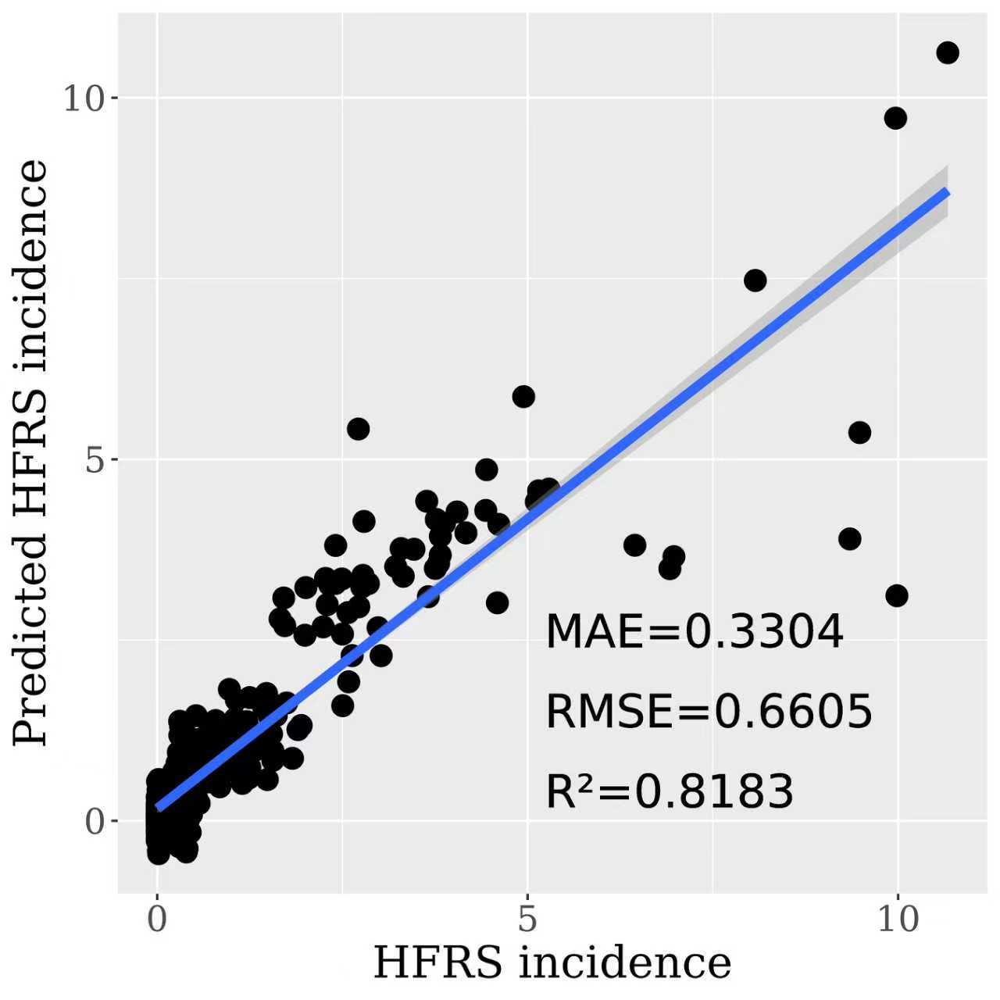 Predicted HFRS incidence
10
5
0
MAE=0.3304
RMSE=0.6605
R²=0.8183
0 5 10
HFRS incidence